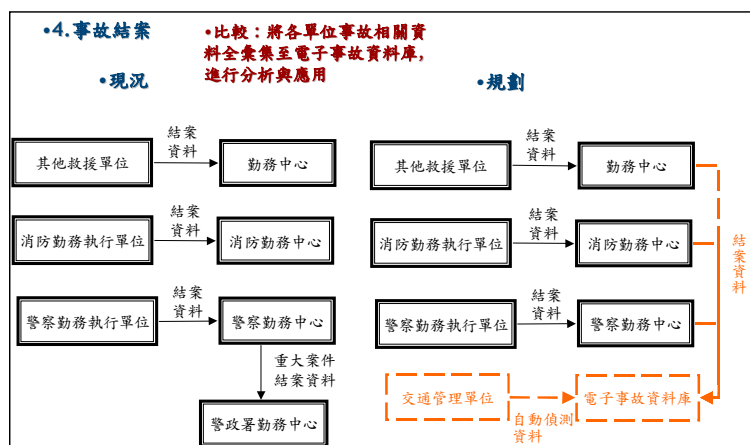 •4.事故結案
•比較：將各單位事故相關資
料全彙集至電子事故資料庫,
進行分析與應用
•現況
•規劃
結案
資料
其他救援單位
勤務中心
結案
資料
消防勤務執行單位
消防勤務中心
結案
資料
警察勤務執行單位
警察勤務中心
重大案件
結案資料
警政署勤務中心
結案
資料
其他救援單位
勤務中心
結案
資料
消防勤務執行單位
消防勤務中心
結案
資料
警察勤務執行單位
警察勤務中心
結案資料
交通管理單位
電子事故資料庫
自動偵測
資料